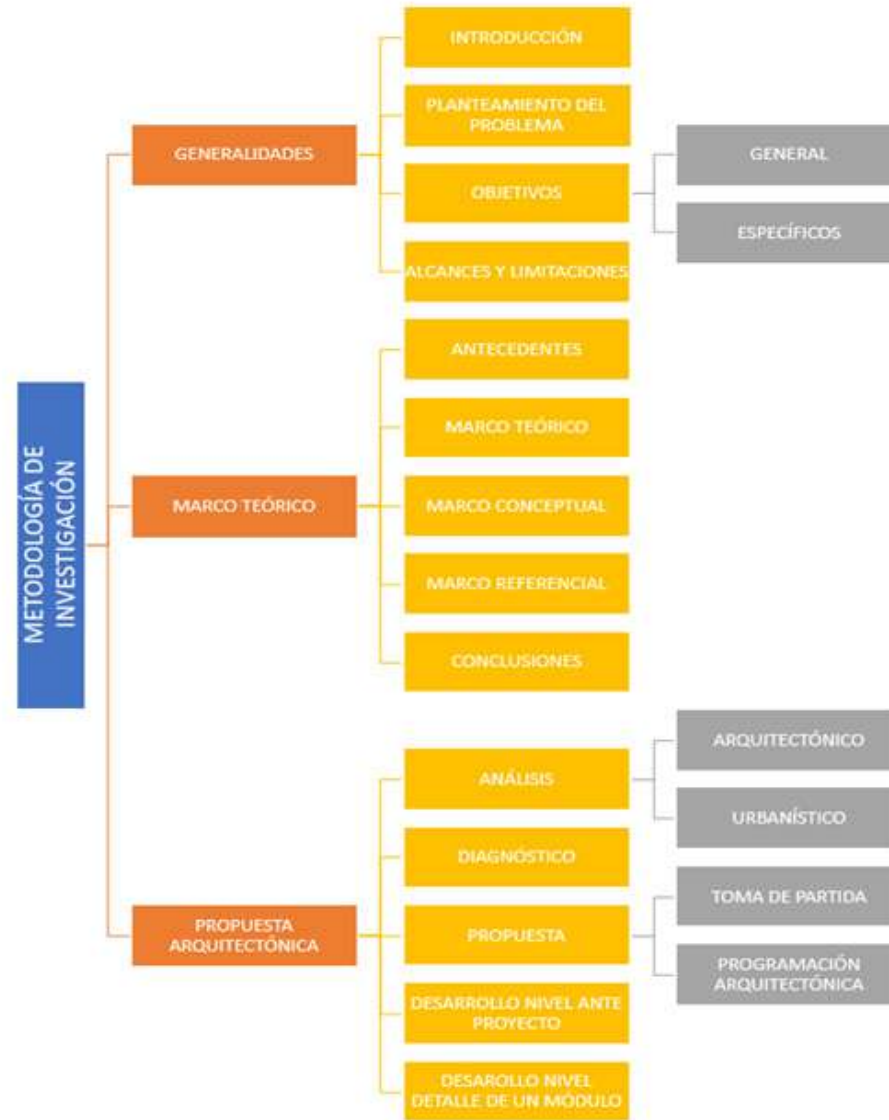 METODOLOGÍA DE
INVESTIGACIÓN
GENERALIDADES
INTRODUCCIÓN
PLANTEAMIENTO DEL
PROBLEMA
OBJETIVOS
GENERAL
ESPECÍFICOS
ALCANCES Y LIMITACIONES
MARCO TEÓRICO
ANTECEDENTES
MARCO TEÓRICO
MARCO CONCEPTUAL
MARCO REFERENCIAL
CONCLUSIONES
PROPUESTA
ARQUITECTÓNICA
ANÁLISIS
ARQUITECTÓNICO
URBANÍSTICO
DIAGNÓSTICO
PROPUESTA
TOMA DE PARTIDA
PROGRAMACIÓN
ARQUITECTÓNICA
DESARROLLO NIVEL ANTE
PROYECTO
DESAROLLO NIVEL
DETALLE DE UN MÓDULO